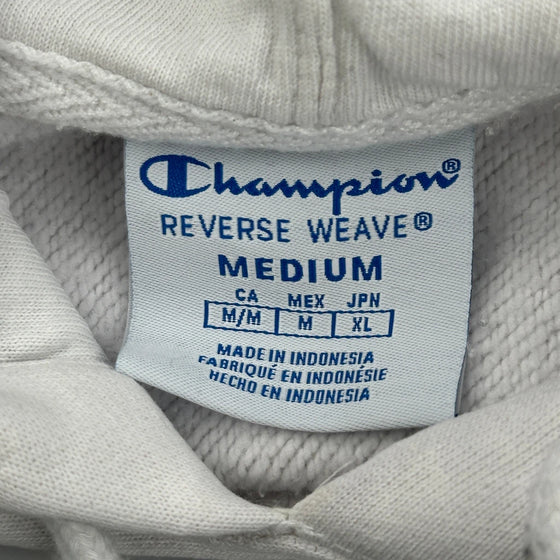 Champion®
REVERSE WEAVE®
MEDIUM
CA MEX JPN
M/M M XL
MADE IN INDONESIA
FABRIQUÉ EN INDONÉSIE
HECHO EN INDONESIA